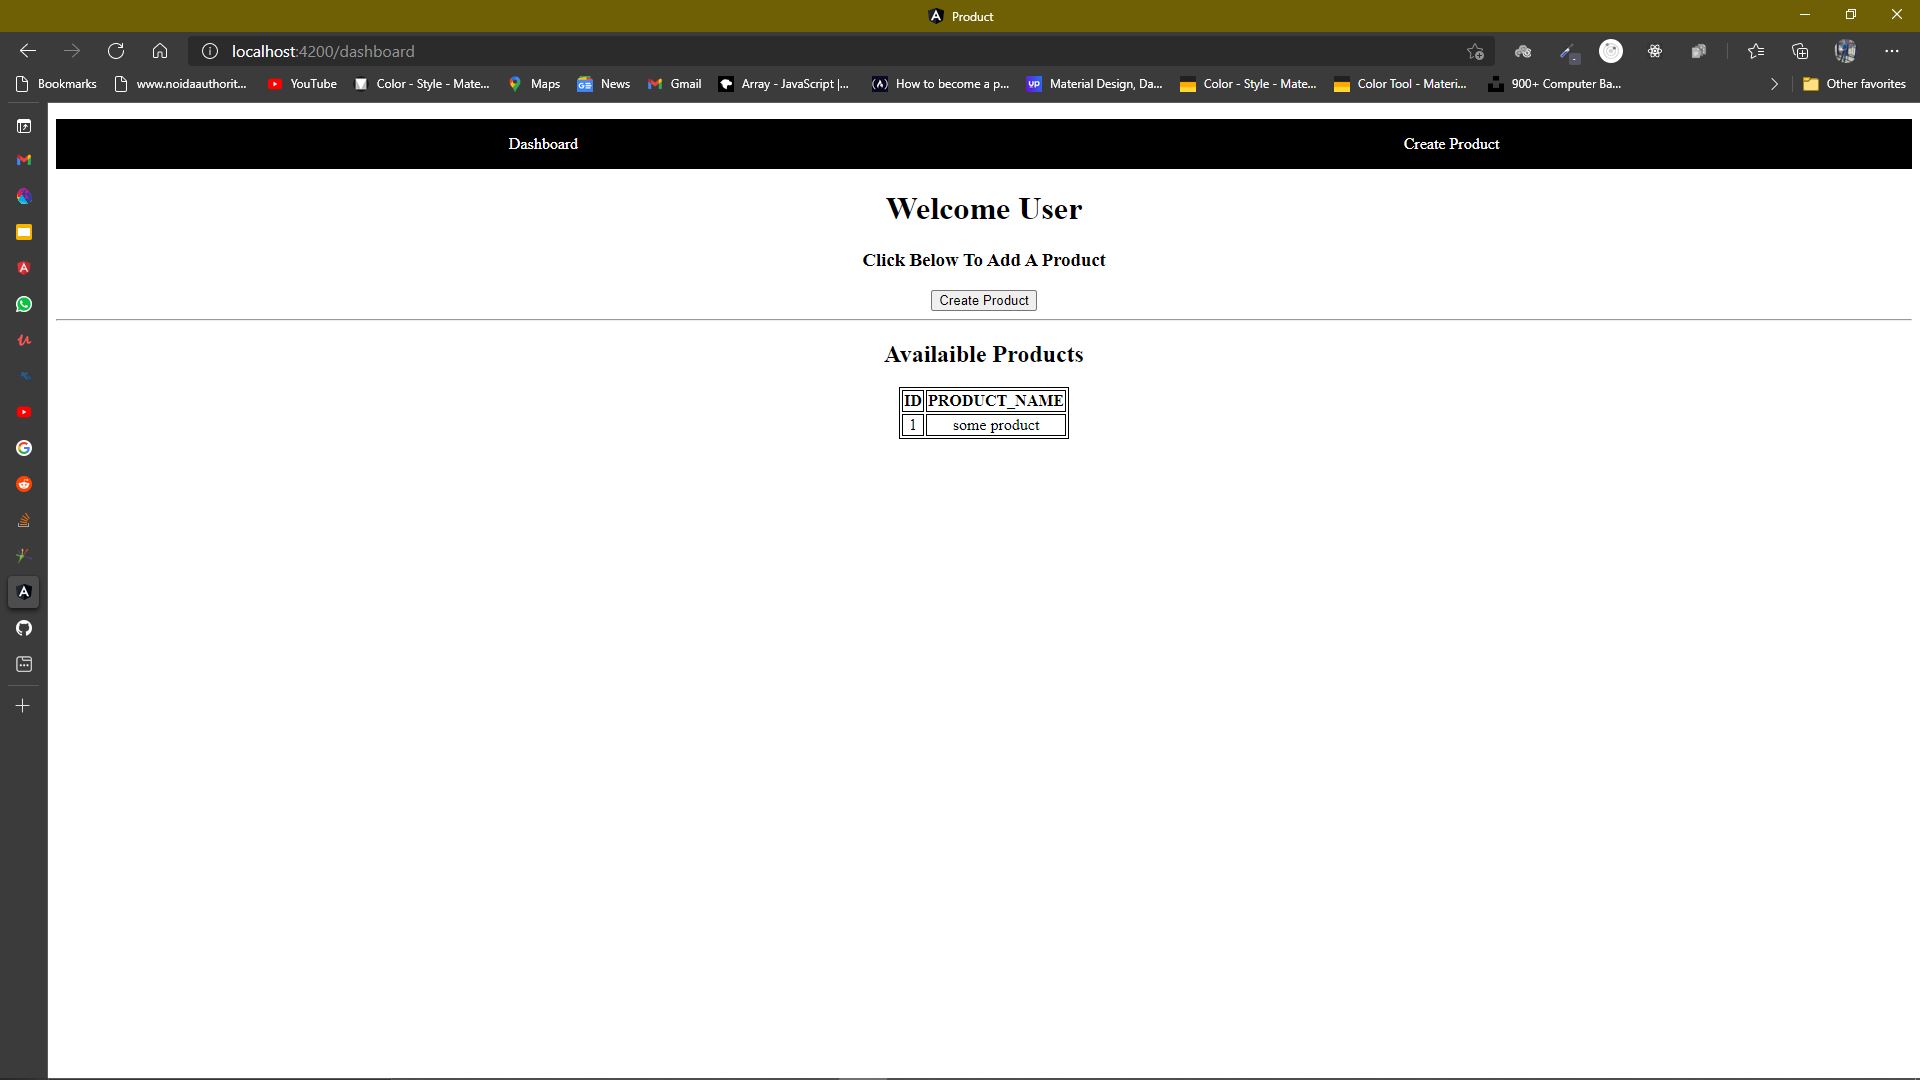 Product
localhost:4200/dashboard
Bookmarks www.noidaauthorit... YouTube Color - Style - Mate... Maps News Gmail Array - JavaScript |... How to become a p... Material Design, Da... Color - Style - Mate... Color Tool - Materi... 900+ Computer Ba... Other favorites
Dashboard Create Product
Welcome User
Click Below To Add A Product
Create Product
Availaible Products
ID PRODUCT_NAME
1 some product